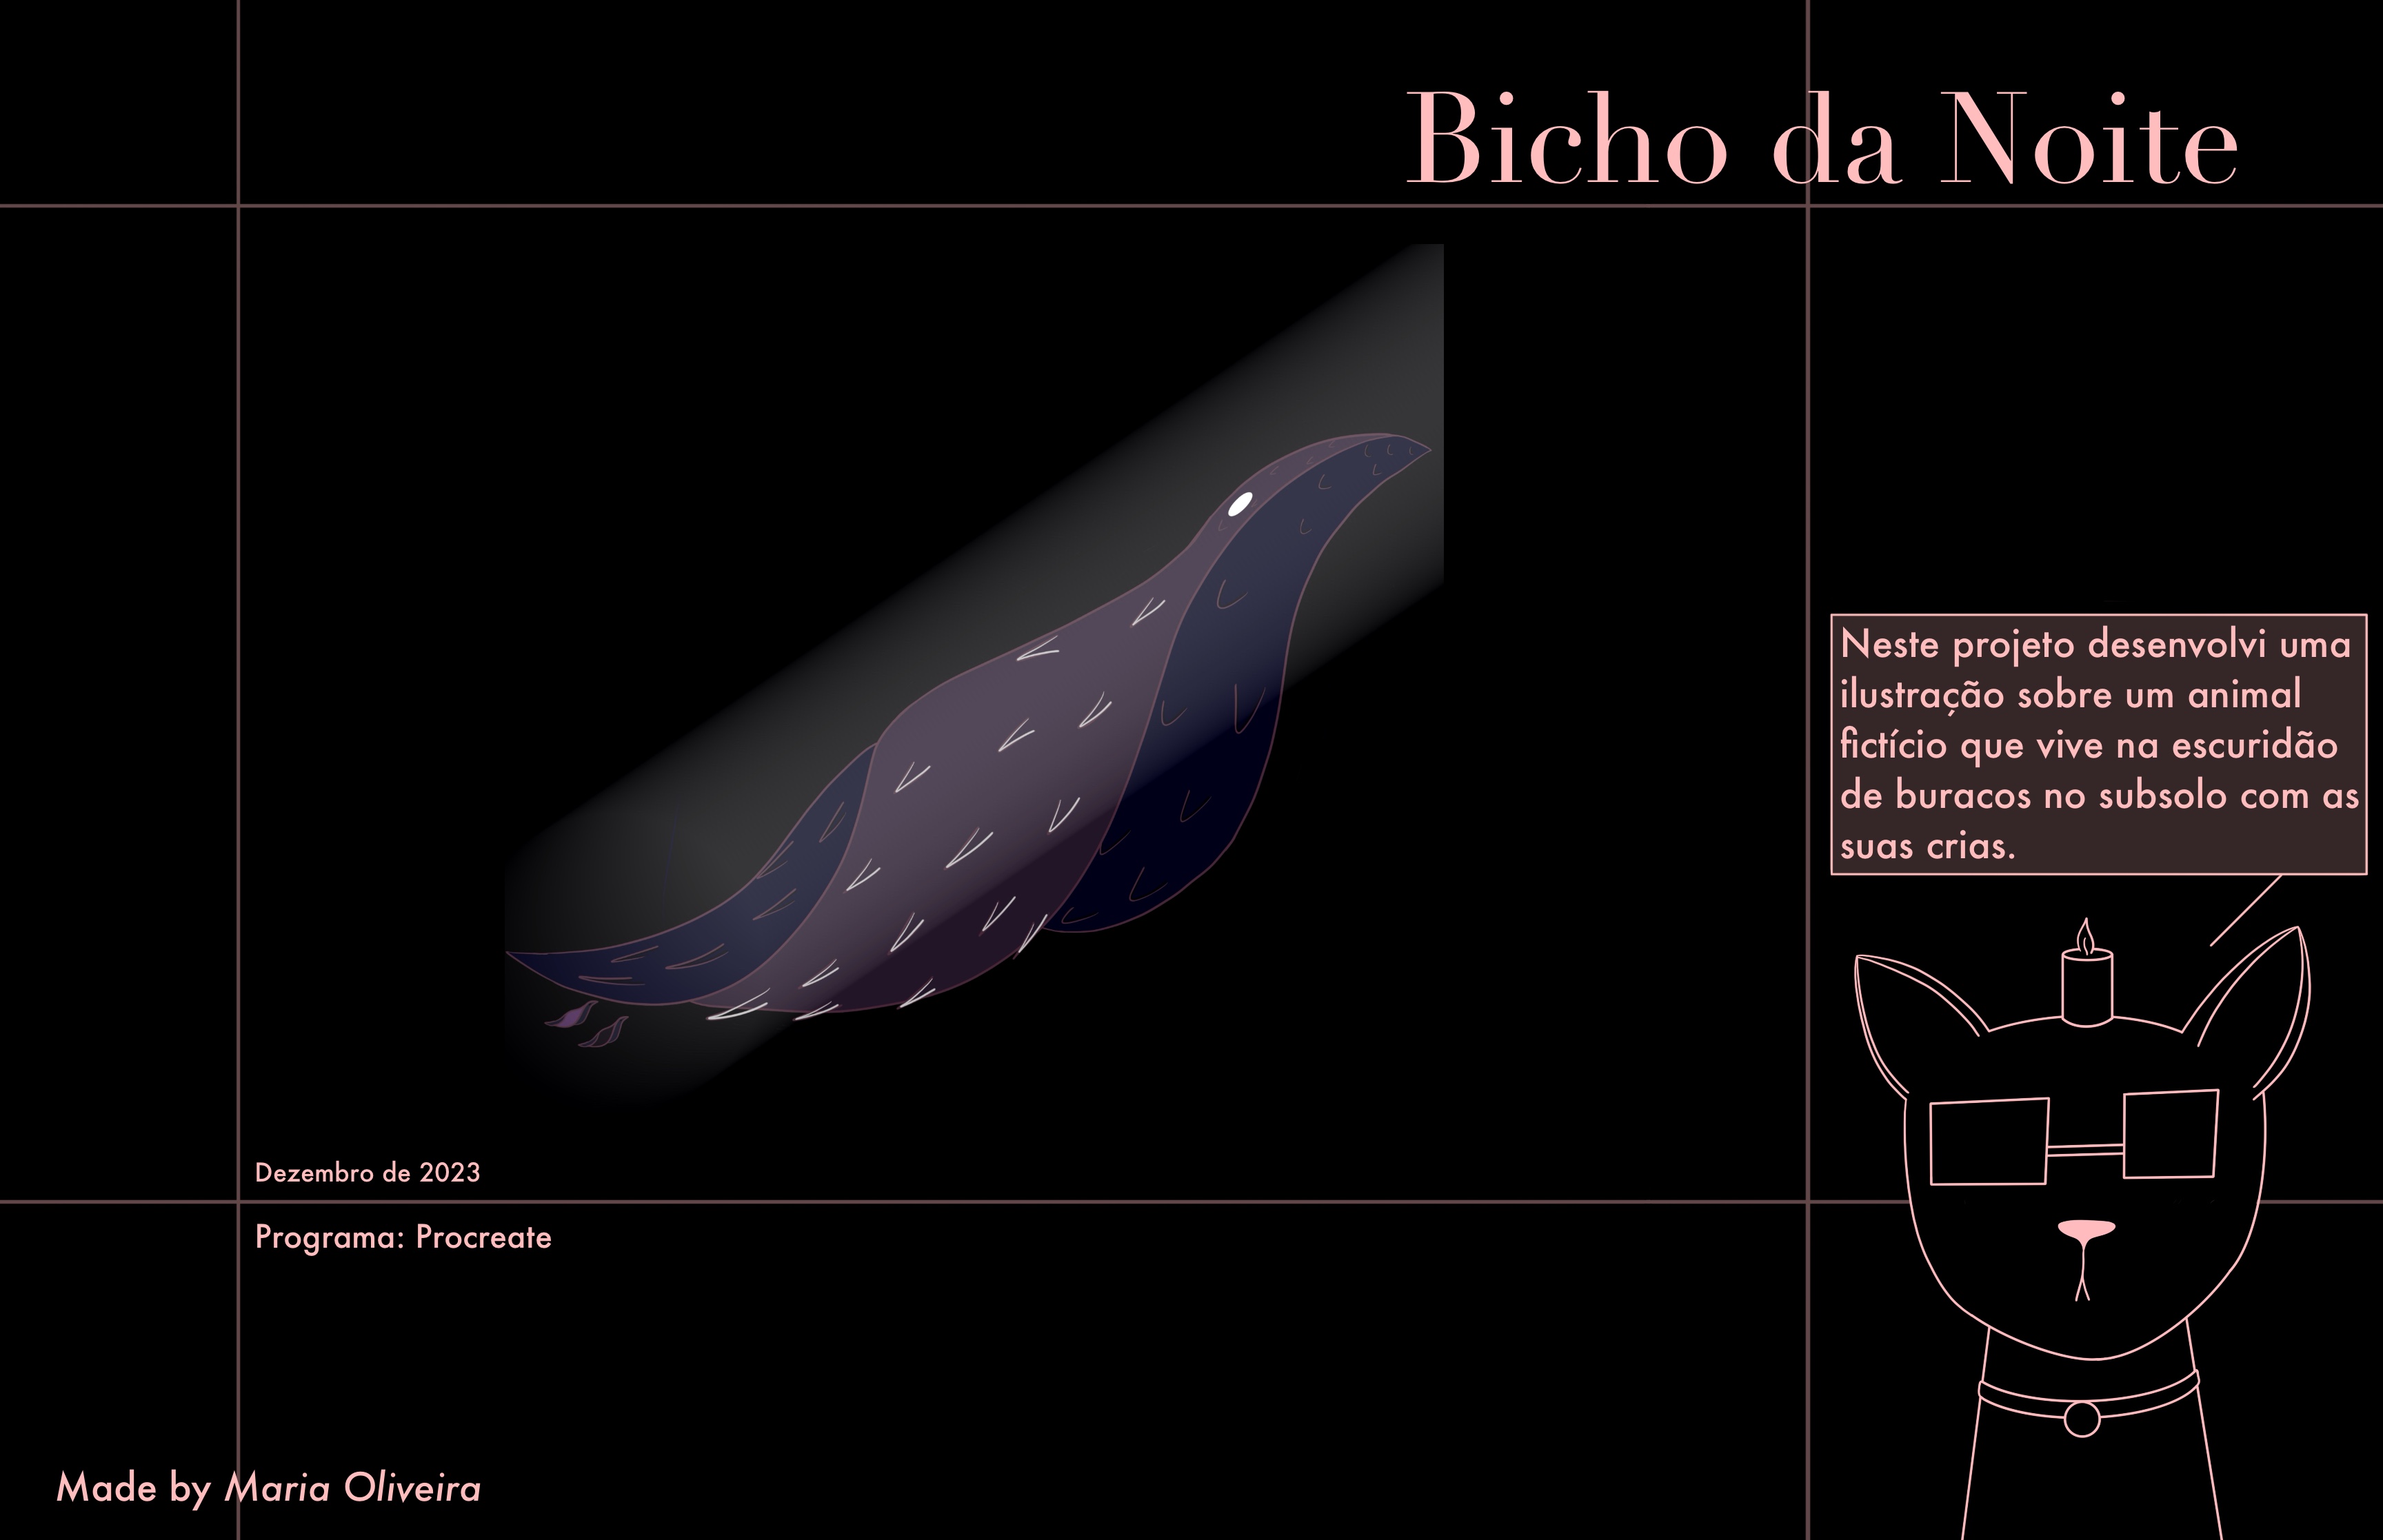 Bicho da Noite
Neste projeto desenvolvi uma
ilustração sobre um animal
fictício que vive na escuridão
de buracos no subsolo com as
suas crias.
Dezembro de 2023
Programa: Procreate
Made by Maria Oliveira